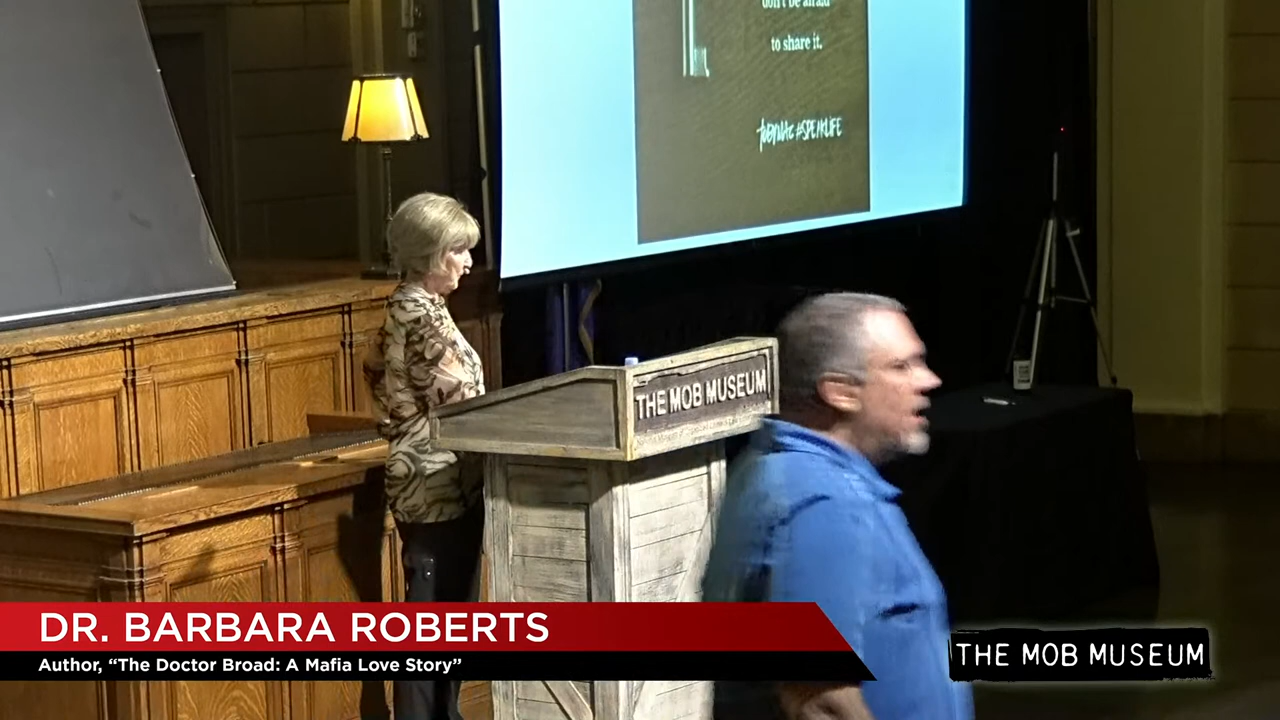 don't be afraid
to share it.
#SPEAKLIFE
THE MOB MUSEUM
DR. BARBARA ROBERTS
Author, “The Doctor Broad: A Mafia Love Story”
THE MOB MUSEUM